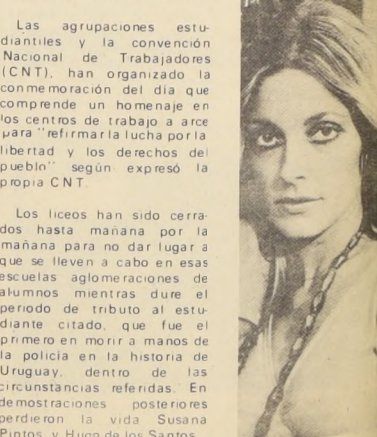 Las agrupaciones estu-
diantiles y la convención
Nacional de Trabajadores
(CNT), han organizado la
conmemoración del día que
comprende un homenaje en
los centros de trabajo a arce
para "refirmar la lucha por la
libertad y los derechos del
pueblo" según expresó la
propia CNT.
Los liceos han sido cerra-
dos hasta mañana por la
mañana para no dar lugar a
que se lleven a cabo en esas
escuelas aglomeraciones de
alumnos mientras dure el
período de tributo al estu-
diante citado, que fue el
primero en morir a manos de
la policía en la historia de
Uruguay, dentro de las
circunstancias referidas. En
demostraciones posteriores
perdieron la vida Susana
Pintos y Hugo de los Santos